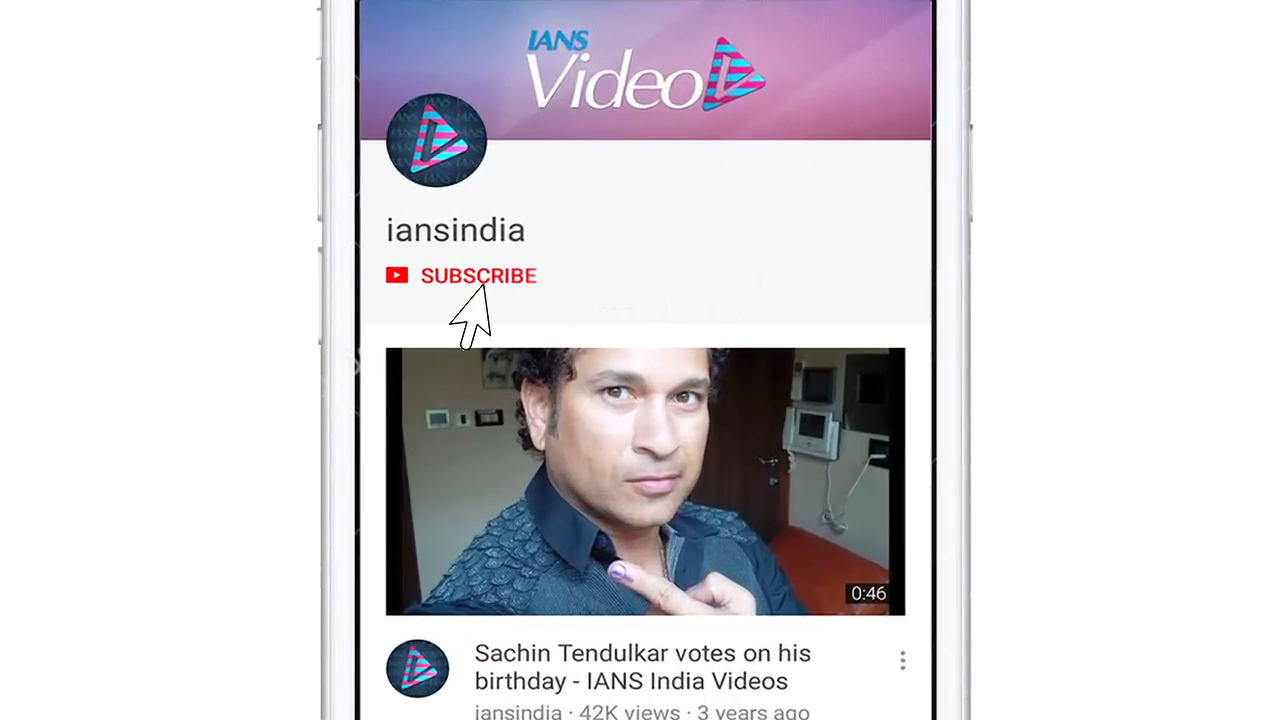 IANS
Video
iansindia
SUBSCRIBE
0:46
Sachin Tendulkar votes on his
birthday - IANS India Videos
iansindia · 42K views · 3 years ago